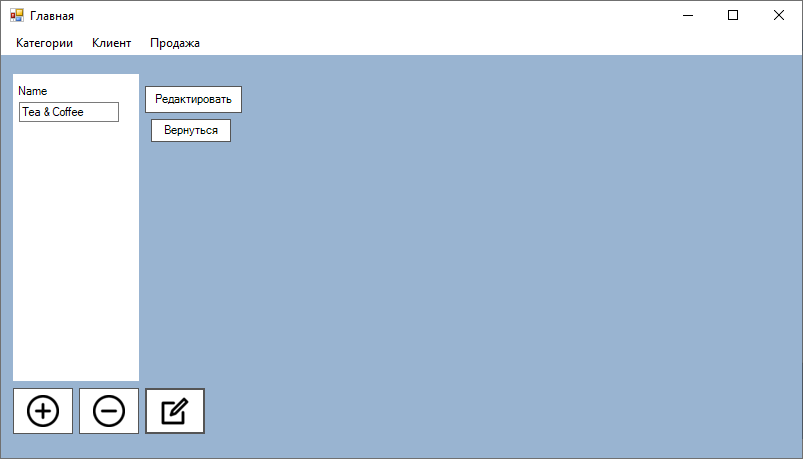 Главная
Категории Клиент Продажа
Name
Tea & Coffee
Редактировать
Вернуться